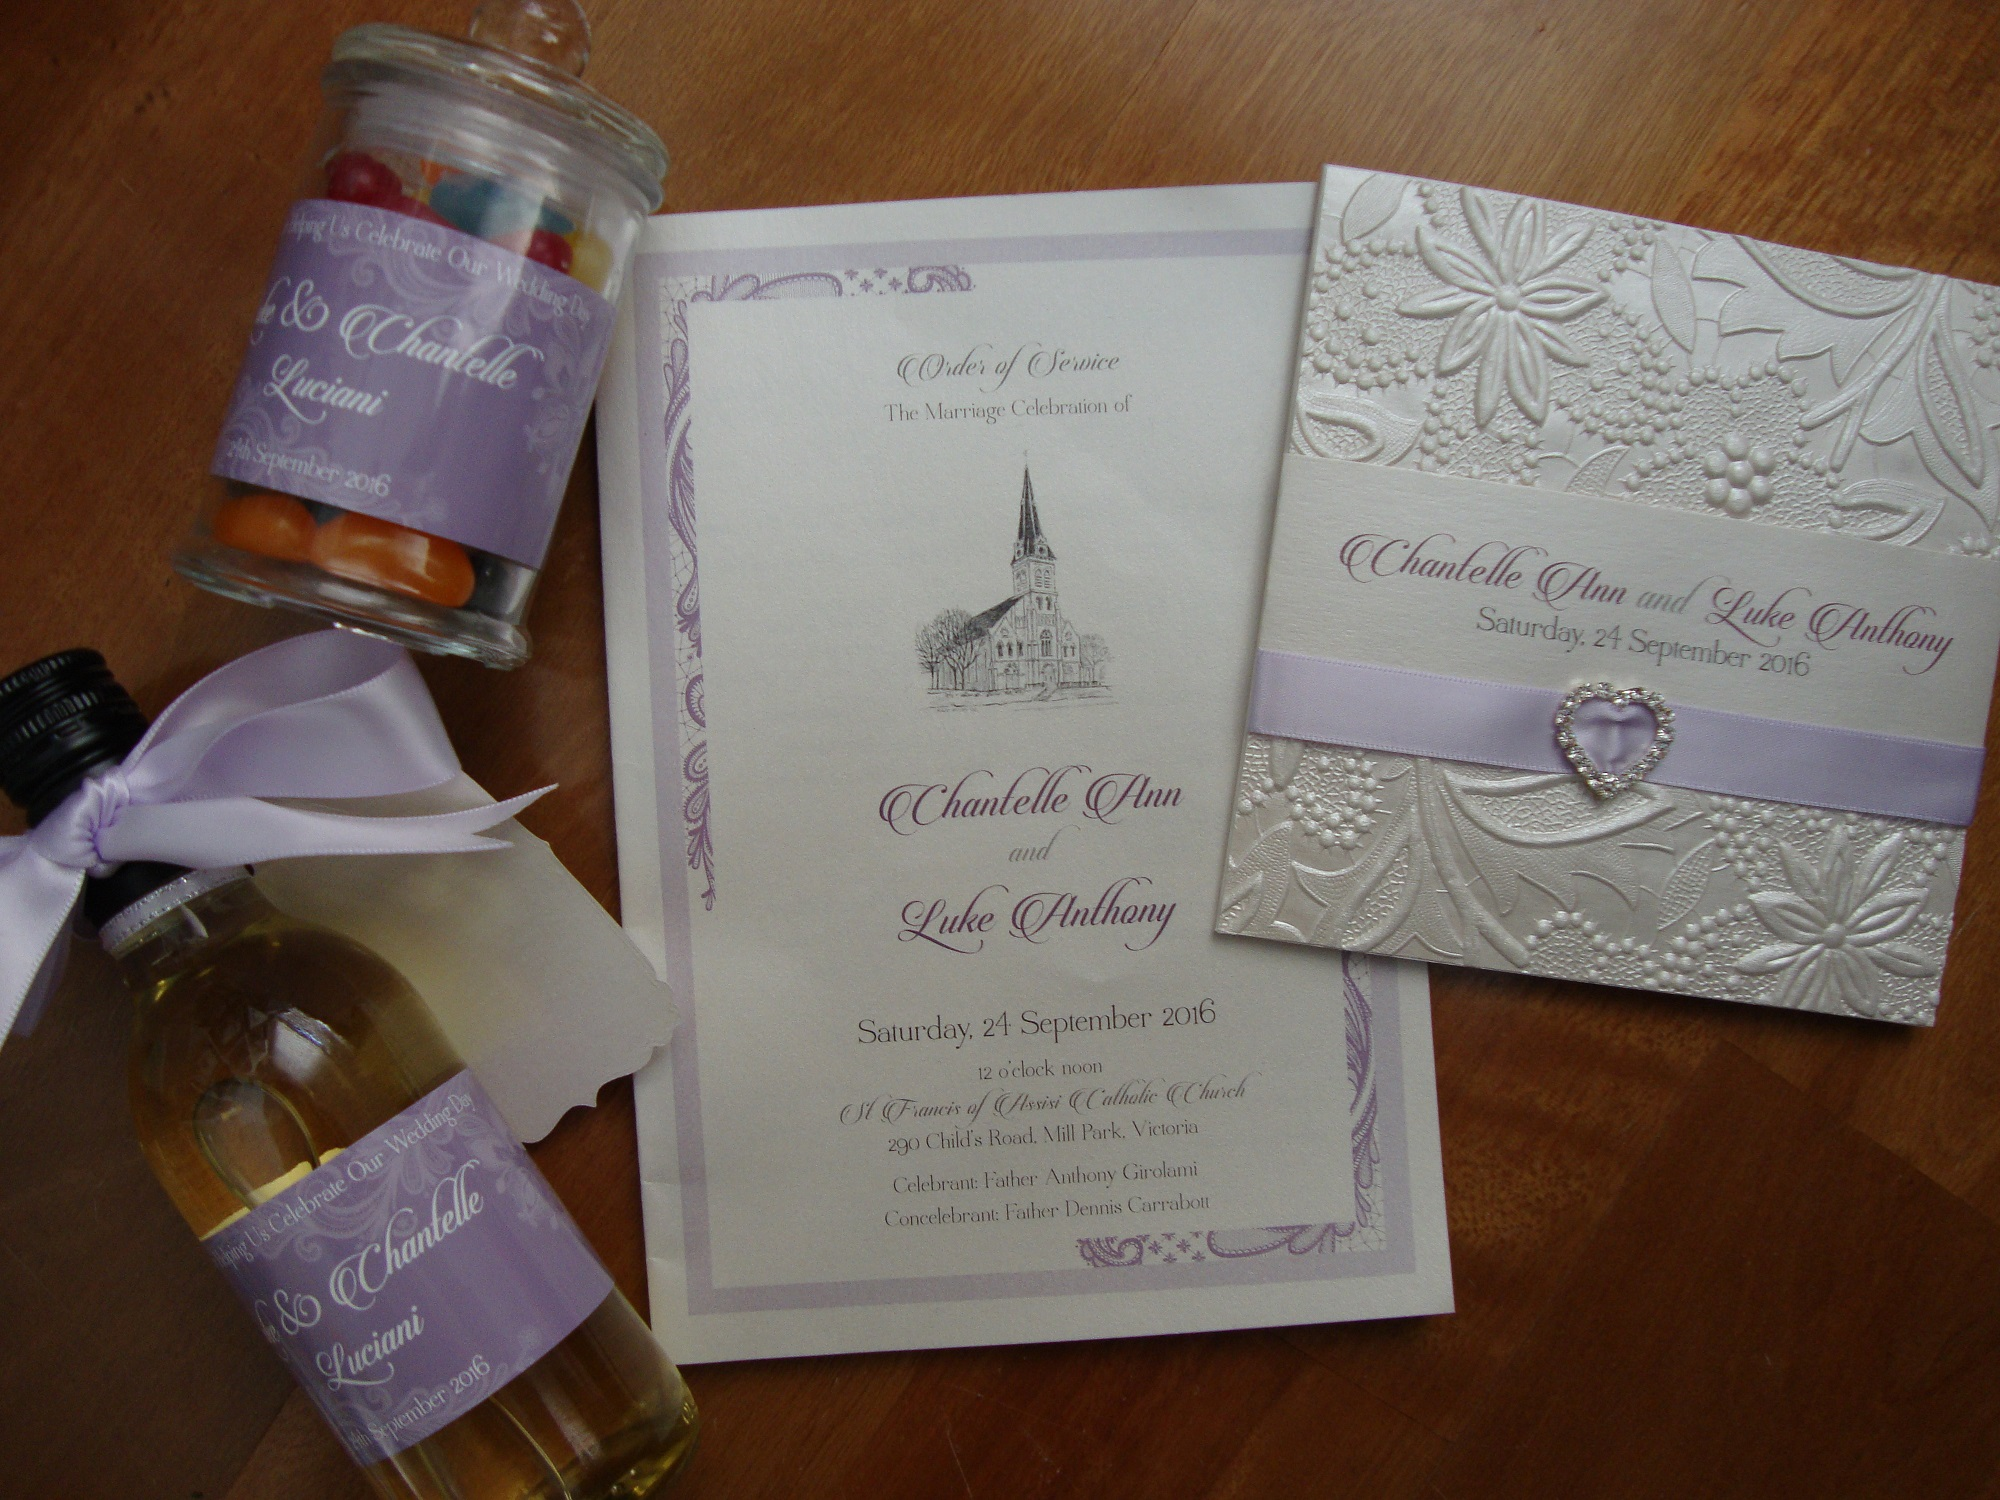 Us Celebrate Our Wedding Day
& Chantelle
Luciani
September 2016
Order of Service
The Marriage Celebration of
Chantelle Ann
and
Luke Anthony
Saturday, 24 September 2016
12 o'clock noon
St Francis of Assisi Catholic Church
290 Child's Road, Mill Park, Victoria
Celebrant: Father Anthony Girolami
Concelebrant: Father Dennis Carrabott
Chantelle Ann and Luke Anthony
Saturday, 24 September 2016
Us Celebrate Our Wedding Day
& Chantelle
Luciani
September 2016